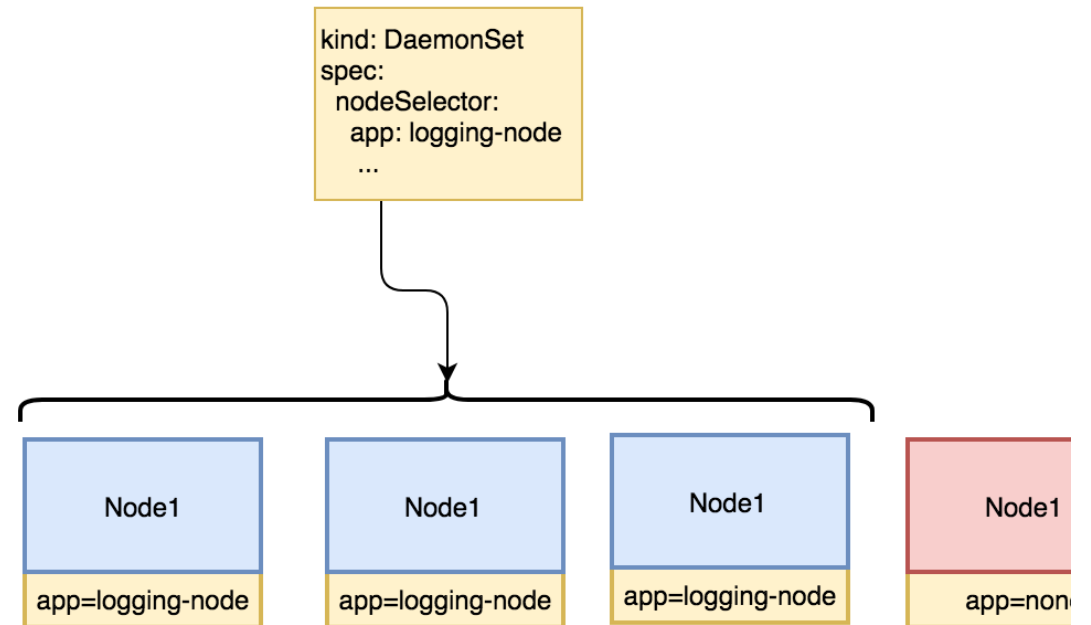 kind: DaemonSet
spec:
  nodeSelector:
    app: logging-node
    ...
Node1
Node1
Node1
Node1
app=logging-node
app=logging-node
app=logging-node